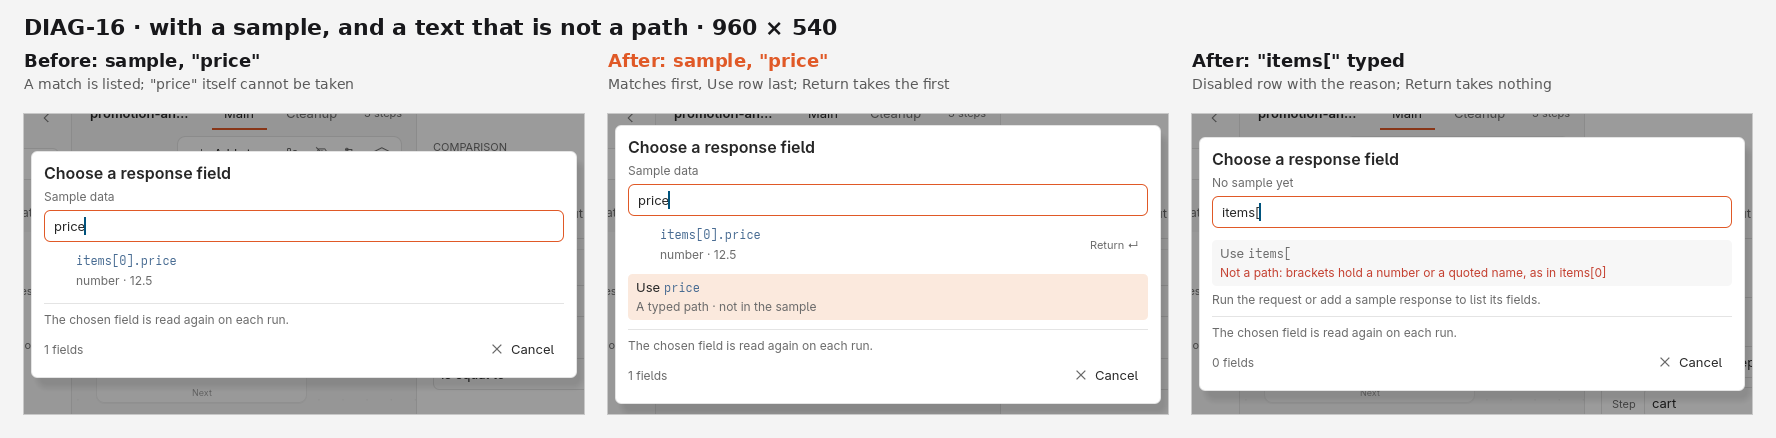 DIAG-16 · with a sample, and a text that is not a path · 960 × 540
Before: sample, "price"
A match is listed; "price" itself cannot be taken
COMPARISON
Choose a response field
Sample data
price
items[0].price
number · 12.5
The chosen field is read again on each run.
1 fields
Cancel
Next
After: sample, "price"
Matches first, Use row last; Return takes the first
Choose a response field
Sample data
price
items[0].price
number · 12.5
Return ↵
Use price
A typed path · not in the sample
The chosen field is read again on each run.
1 fields
Cancel
After: "items[" typed
Disabled row with the reason; Return takes nothing
Choose a response field
No sample yet
items[
Use items[
Not a path: brackets hold a number or a quoted name, as in items[0]
Run the request or add a sample response to list its fields.
The chosen field is read again on each run.
0 fields
Cancel
Next
Step cart